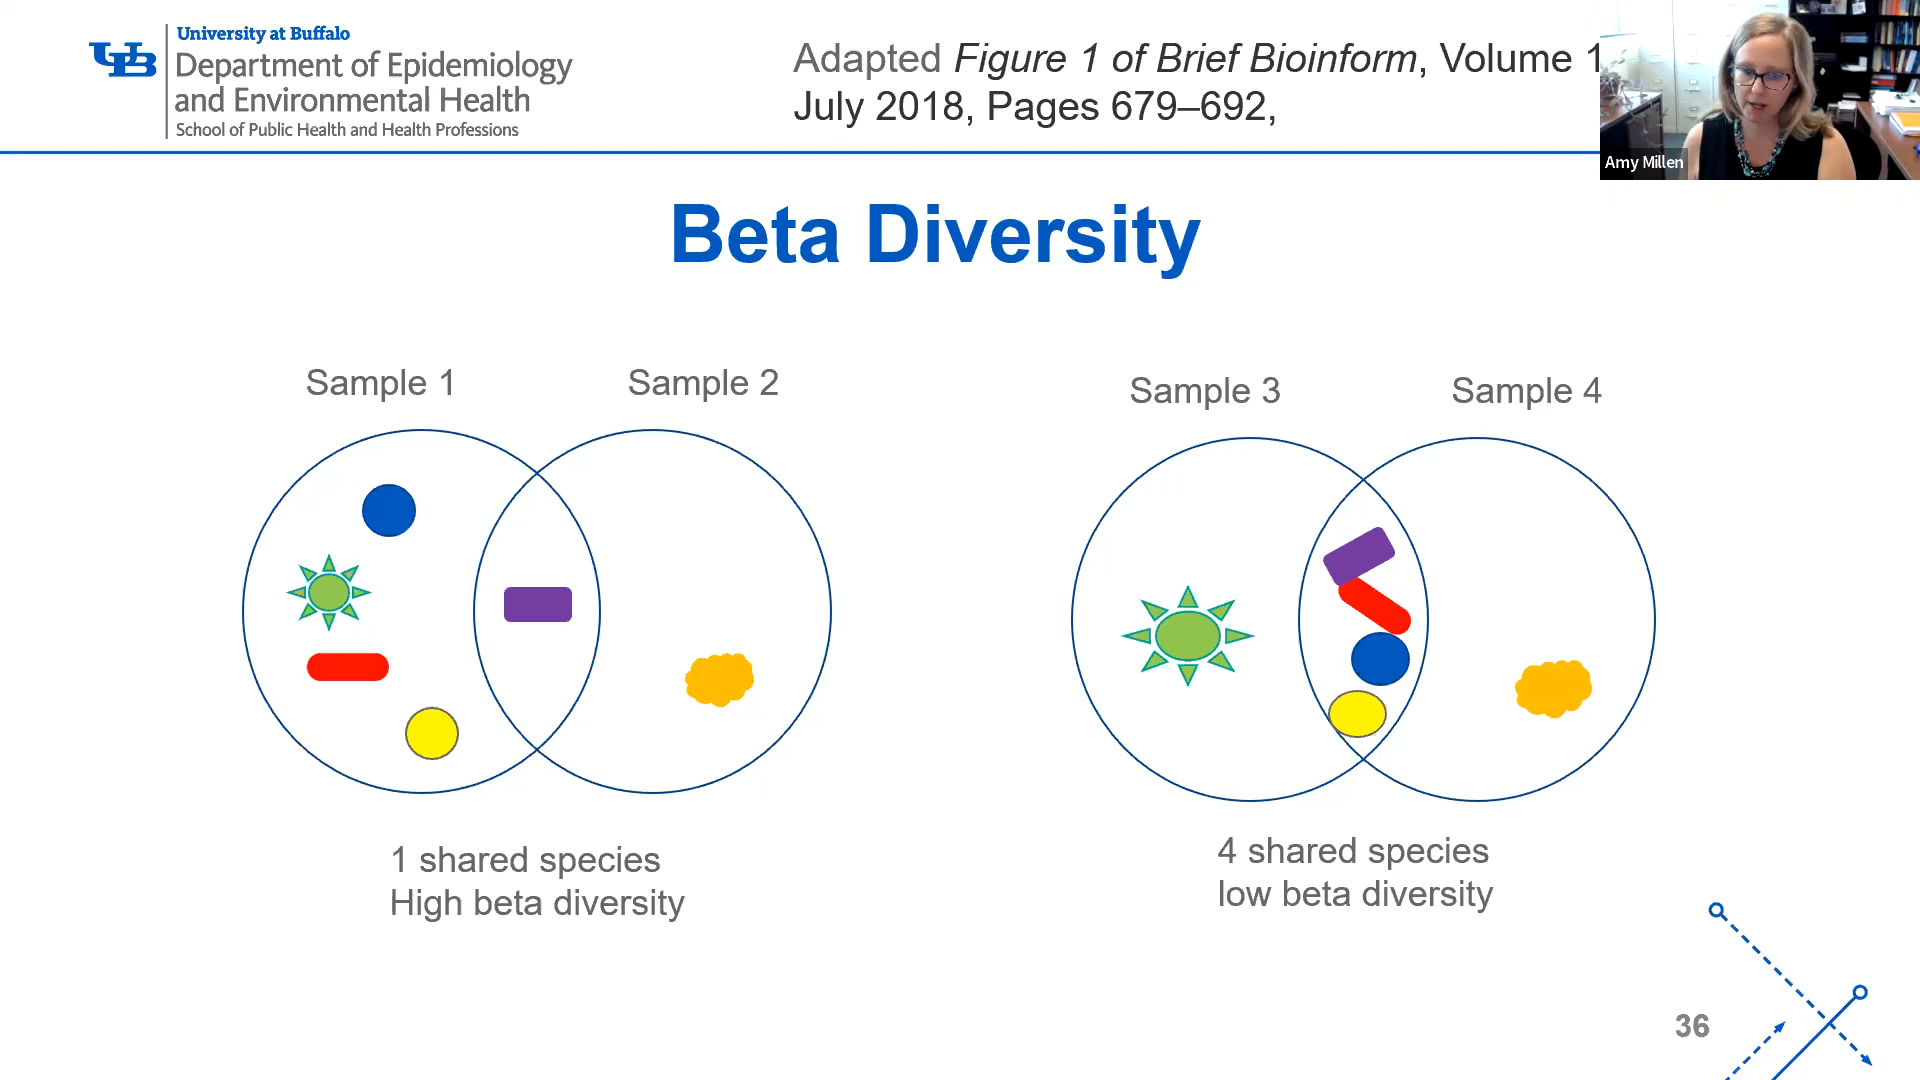 University at Buffalo
Department of Epidemiology
and Environmental Health
School of Public Health and Health Professions
Adapted Figure 1 of Brief Bioinform, Volume 1
July 2018, Pages 679–692,
Amy Millen
Beta Diversity
Sample 1
Sample 2
Sample 3
Sample 4
1 shared species
High beta diversity
4 shared species
low beta diversity
36